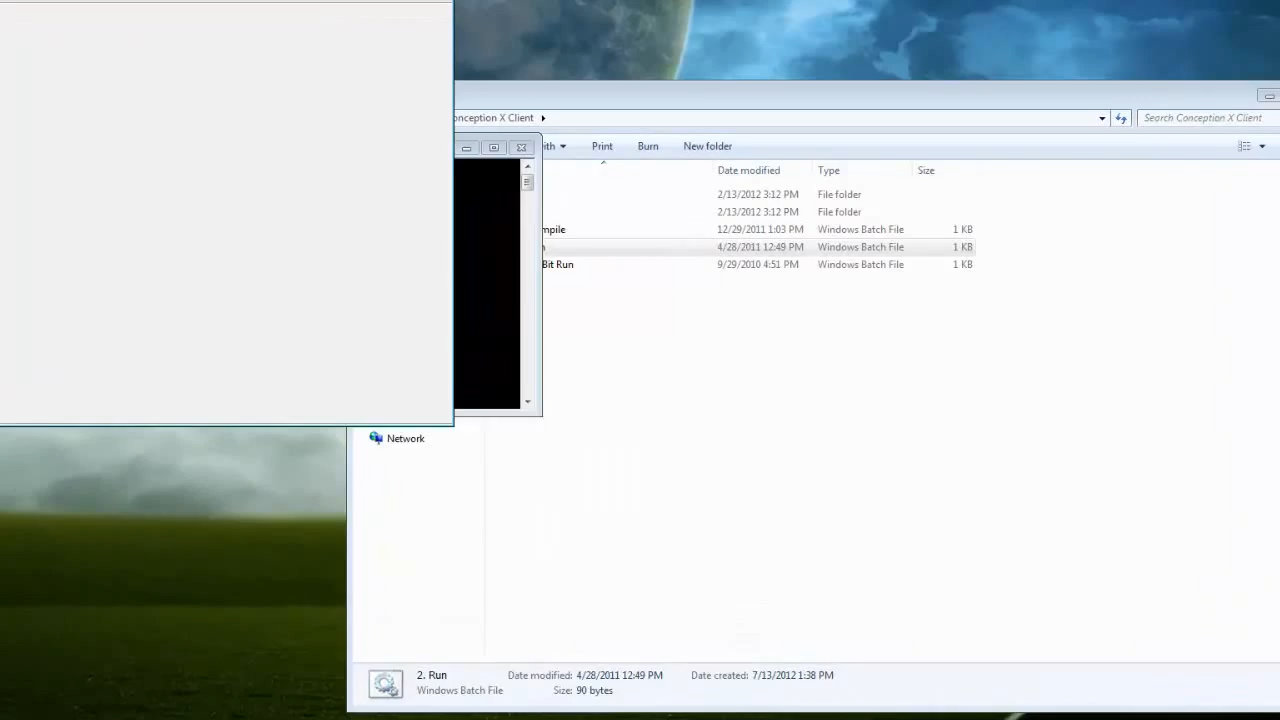 onception X Client
Search Conception X Client
ith Print Burn New folder
Date modified Type Size
2/13/2012 3:12 PM File folder
2/13/2012 3:12 PM File folder
mpile 12/29/2011 1:03 PM Windows Batch File 1 KB
n 4/28/2011 12:49 PM Windows Batch File 1 KB
Bit Run 9/29/2010 4:51 PM Windows Batch File 1 KB
Network
2. Run Date modified: 4/28/2011 12:49 PM Date created: 7/13/2012 1:38 PM
Windows Batch File Size: 90 bytes